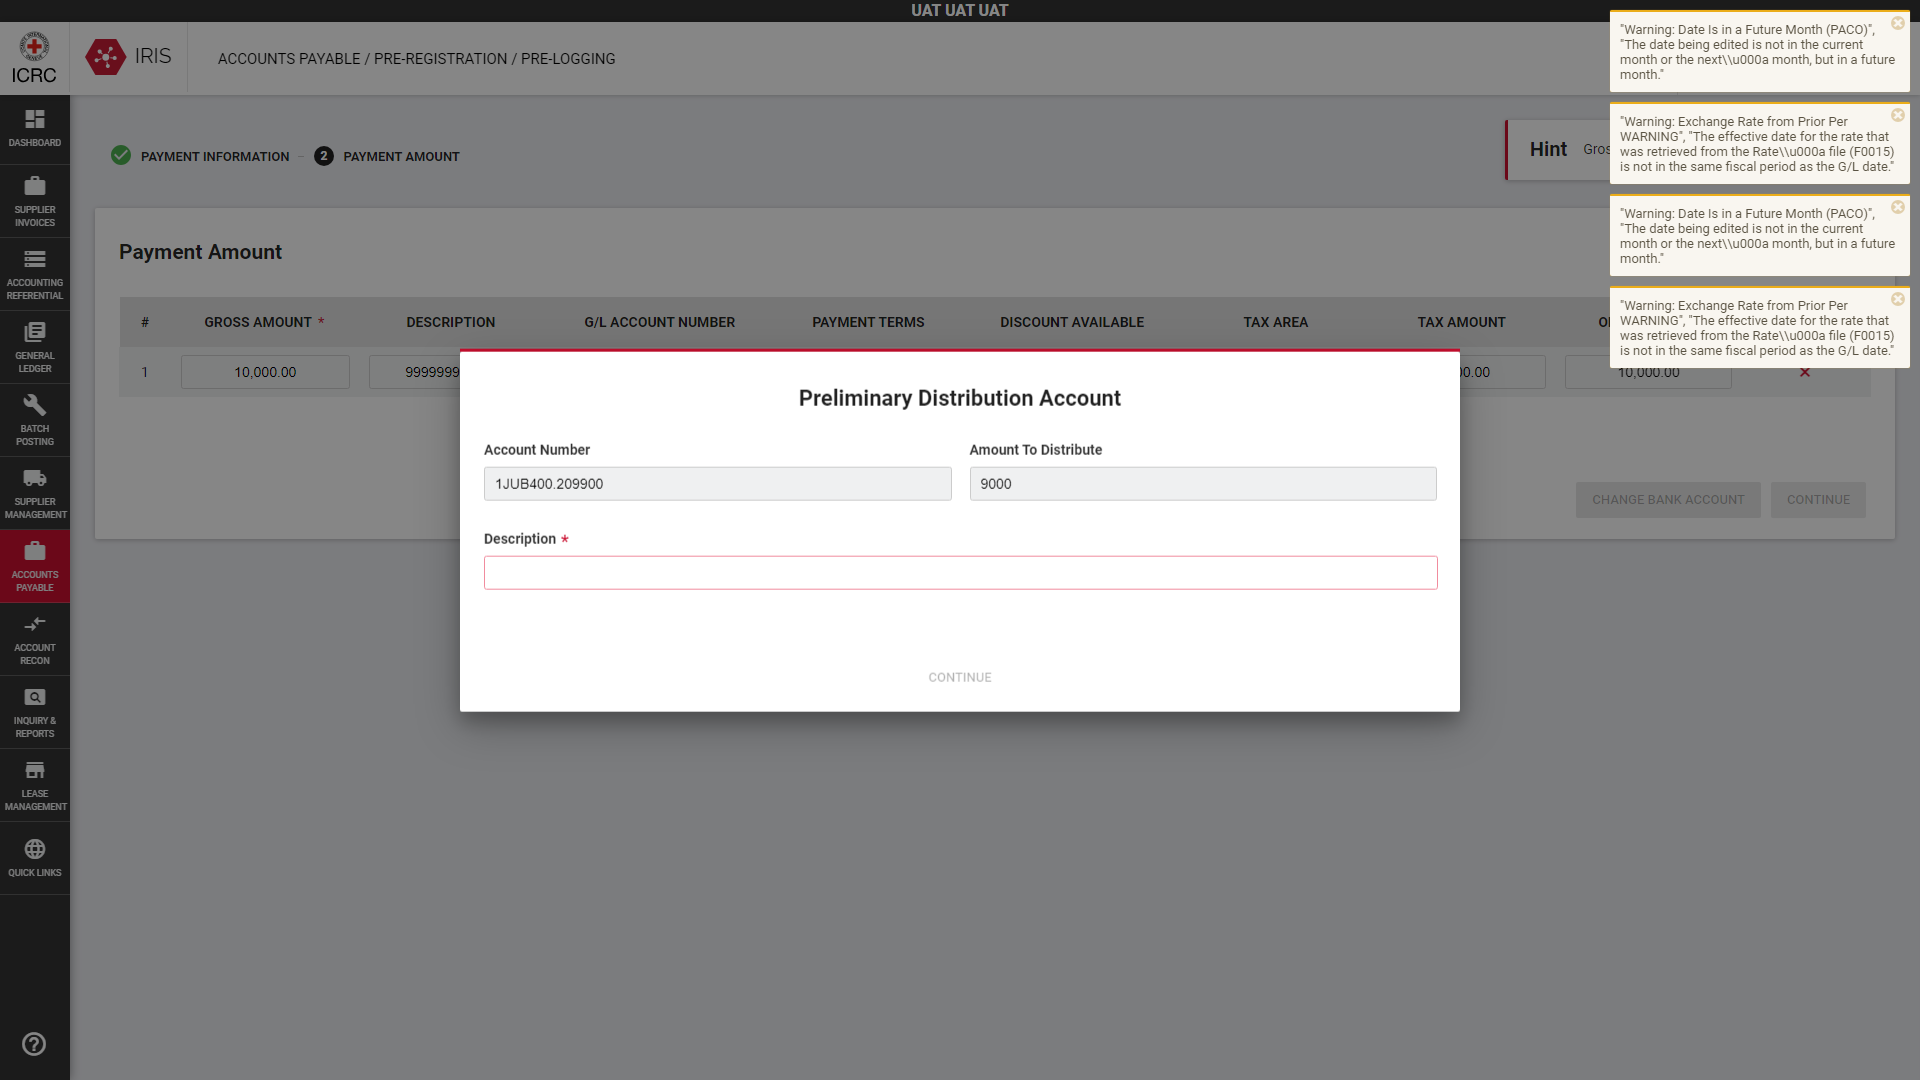 UAT UAT UAT
ICRC
IRIS
ACCOUNTS PAYABLE / PRE-REGISTRATION / PRE-LOGGING
"Warning: Date Is in a Future Month (PACO)",
"The date being edited is not in the current
month or the next\\u000a month, but in a future
month."
"Warning: Exchange Rate from Prior Per
WARNING", "The effective date for the rate that
was retrieved from the Rate\\u000a file (F0015)
is not in the same fiscal period as the G/L date."
"Warning: Date Is in a Future Month (PACO)",
"The date being edited is not in the current
month or the next\\u000a month, but in a future
month."
"Warning: Exchange Rate from Prior Per
WARNING", "The effective date for the rate that
was retrieved from the Rate\\u000a file (F0015)
is not in the same fiscal period as the G/L date."
DASHBOARD
SUPPLIER
INVOICES
ACCOUNTING
REFERENTIAL
GENERAL
LEDGER
BATCH
POSTING
SUPPLIER
MANAGEMENT
ACCOUNTS
PAYABLE
ACCOUNT
RECON
INQUIRY &
REPORTS
LEASE
MANAGEMENT
QUICK LINKS
PAYMENT INFORMATION
2 PAYMENT AMOUNT
Hint
Payment Amount
# GROSS AMOUNT * DESCRIPTION G/L ACCOUNT NUMBER PAYMENT TERMS DISCOUNT AVAILABLE TAX AREA TAX AMOUNT
1 10,000.00 9999999 10,000.00
CHANGE BANK ACCOUNT CONTINUE
Preliminary Distribution Account
Account Number Amount To Distribute
1JUB400.209900 9000
Description *
CONTINUE